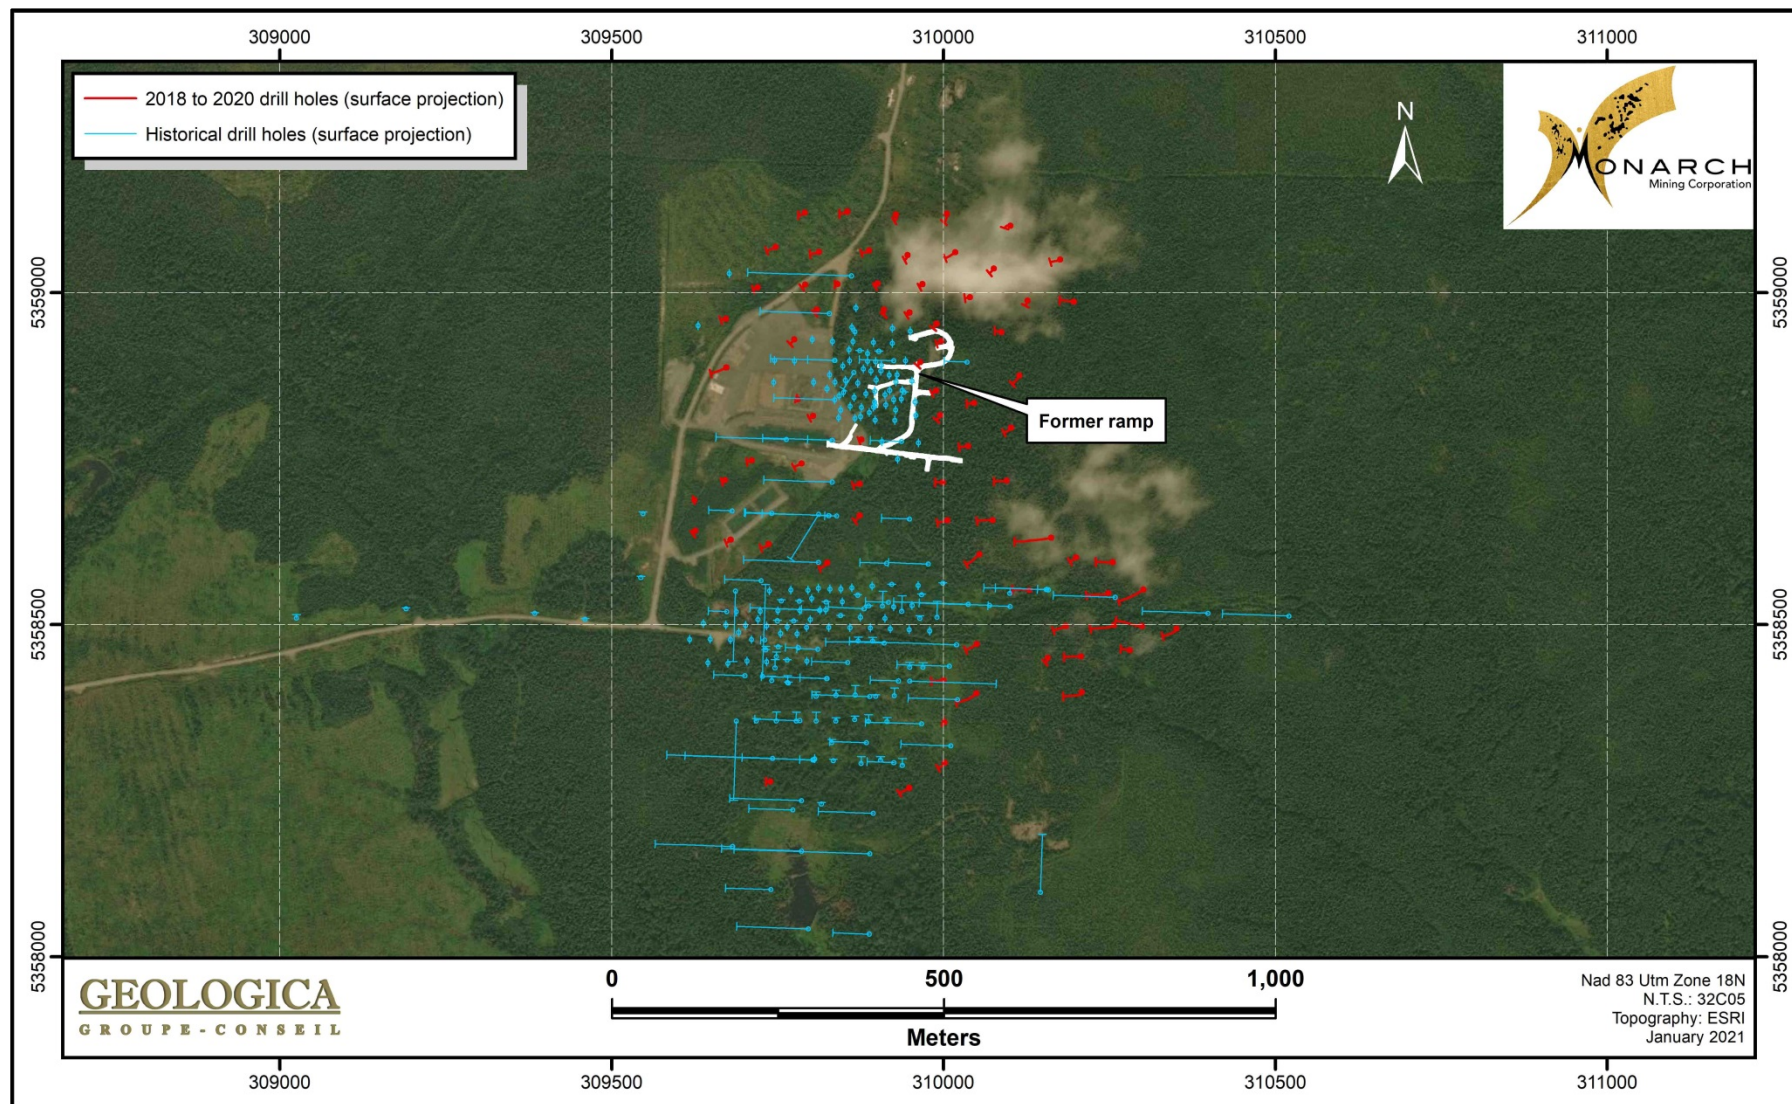 309000 309500 310000 310500 311000
2018 to 2020 drill holes (surface projection)
Historical drill holes (surface projection)
N
MONARCH
Mining Corporation
5359000 5359000
Former ramp
5358500 5358500
5358000 5358000
GEOLOGICA
GROUPE-CONSEIL
0 500 1,000
Meters
Nad 83 Utm Zone 18N
N.T.S.: 32C05
Topography: ESRI
January 2021
309000 309500 310000 310500 311000